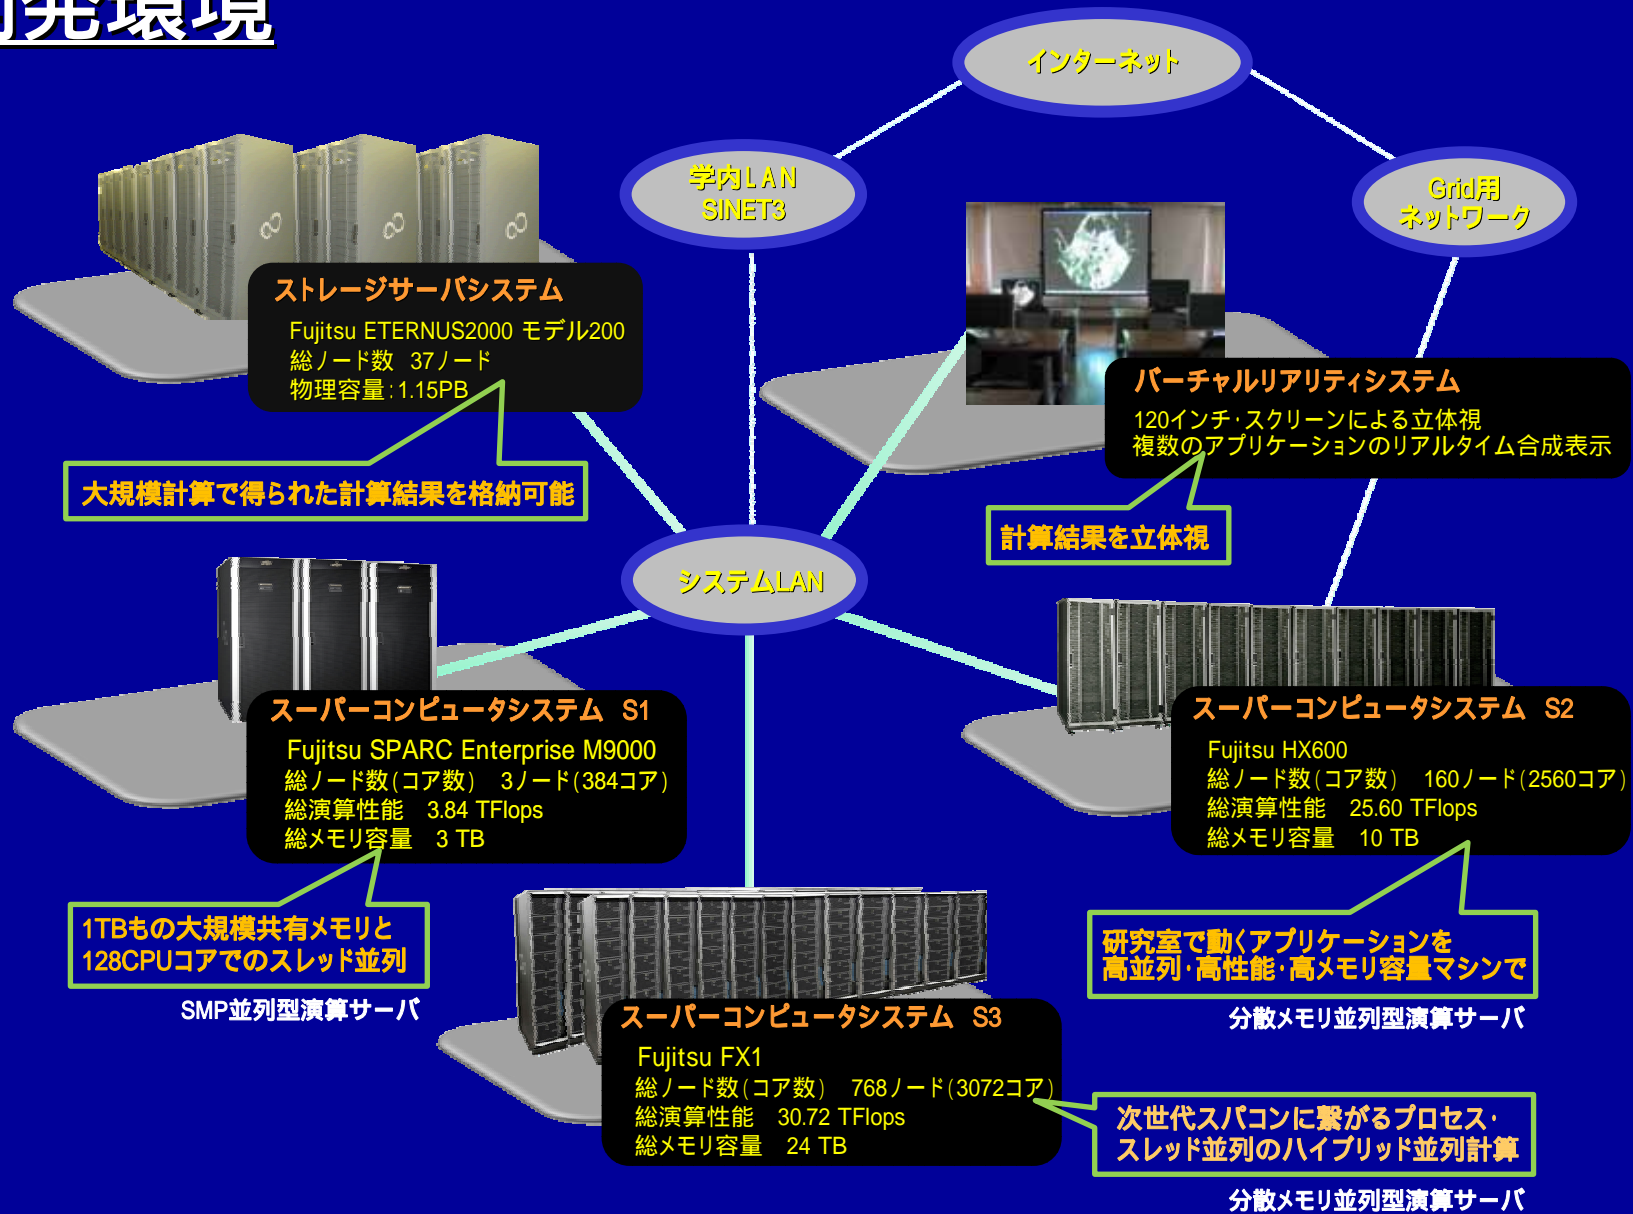 発環境
インターネット
学内LAN
SINET3
Grid用
ネットワーク
ストレージサーバシステム
Fujitsu ETERNUS2000 モデル200
総ノード数　37ノード
物理容量：1.15PB
大規模計算で得られた計算結果を格納可能
バーチャルリアリティシステム
120インチ・スクリーンによる立体視
複数のアプリケーションのリアルタイム合成表示
計算結果を立体視
システムLAN
スーパーコンピュータシステム　S1
Fujitsu SPARC Enterprise M9000
総ノード数（コア数）　3ノード（384コア）
総演算性能　3.84 TFlops
総メモリ容量　3 TB
1TBもの大規模共有メモリと
128CPUコアでのスレッド並列
SMP並列型演算サーバ
スーパーコンピュータシステム　S2
Fujitsu HX600
総ノード数（コア数）　160ノード（2560コア）
総演算性能　25.60 TFlops
総メモリ容量　10 TB
研究室で動くアプリケーションを
高並列・高性能・高メモリ容量マシンで
分散メモリ並列型演算サーバ
スーパーコンピュータシステム　S3
Fujitsu FX1
総ノード数（コア数）　768ノード（3072コア）
総演算性能　30.72 TFlops
総メモリ容量　24 TB
次世代スパコンに繋がるプロセス・
スレッド並列のハイブリッド並列計算
分散メモリ並列型演算サーバ